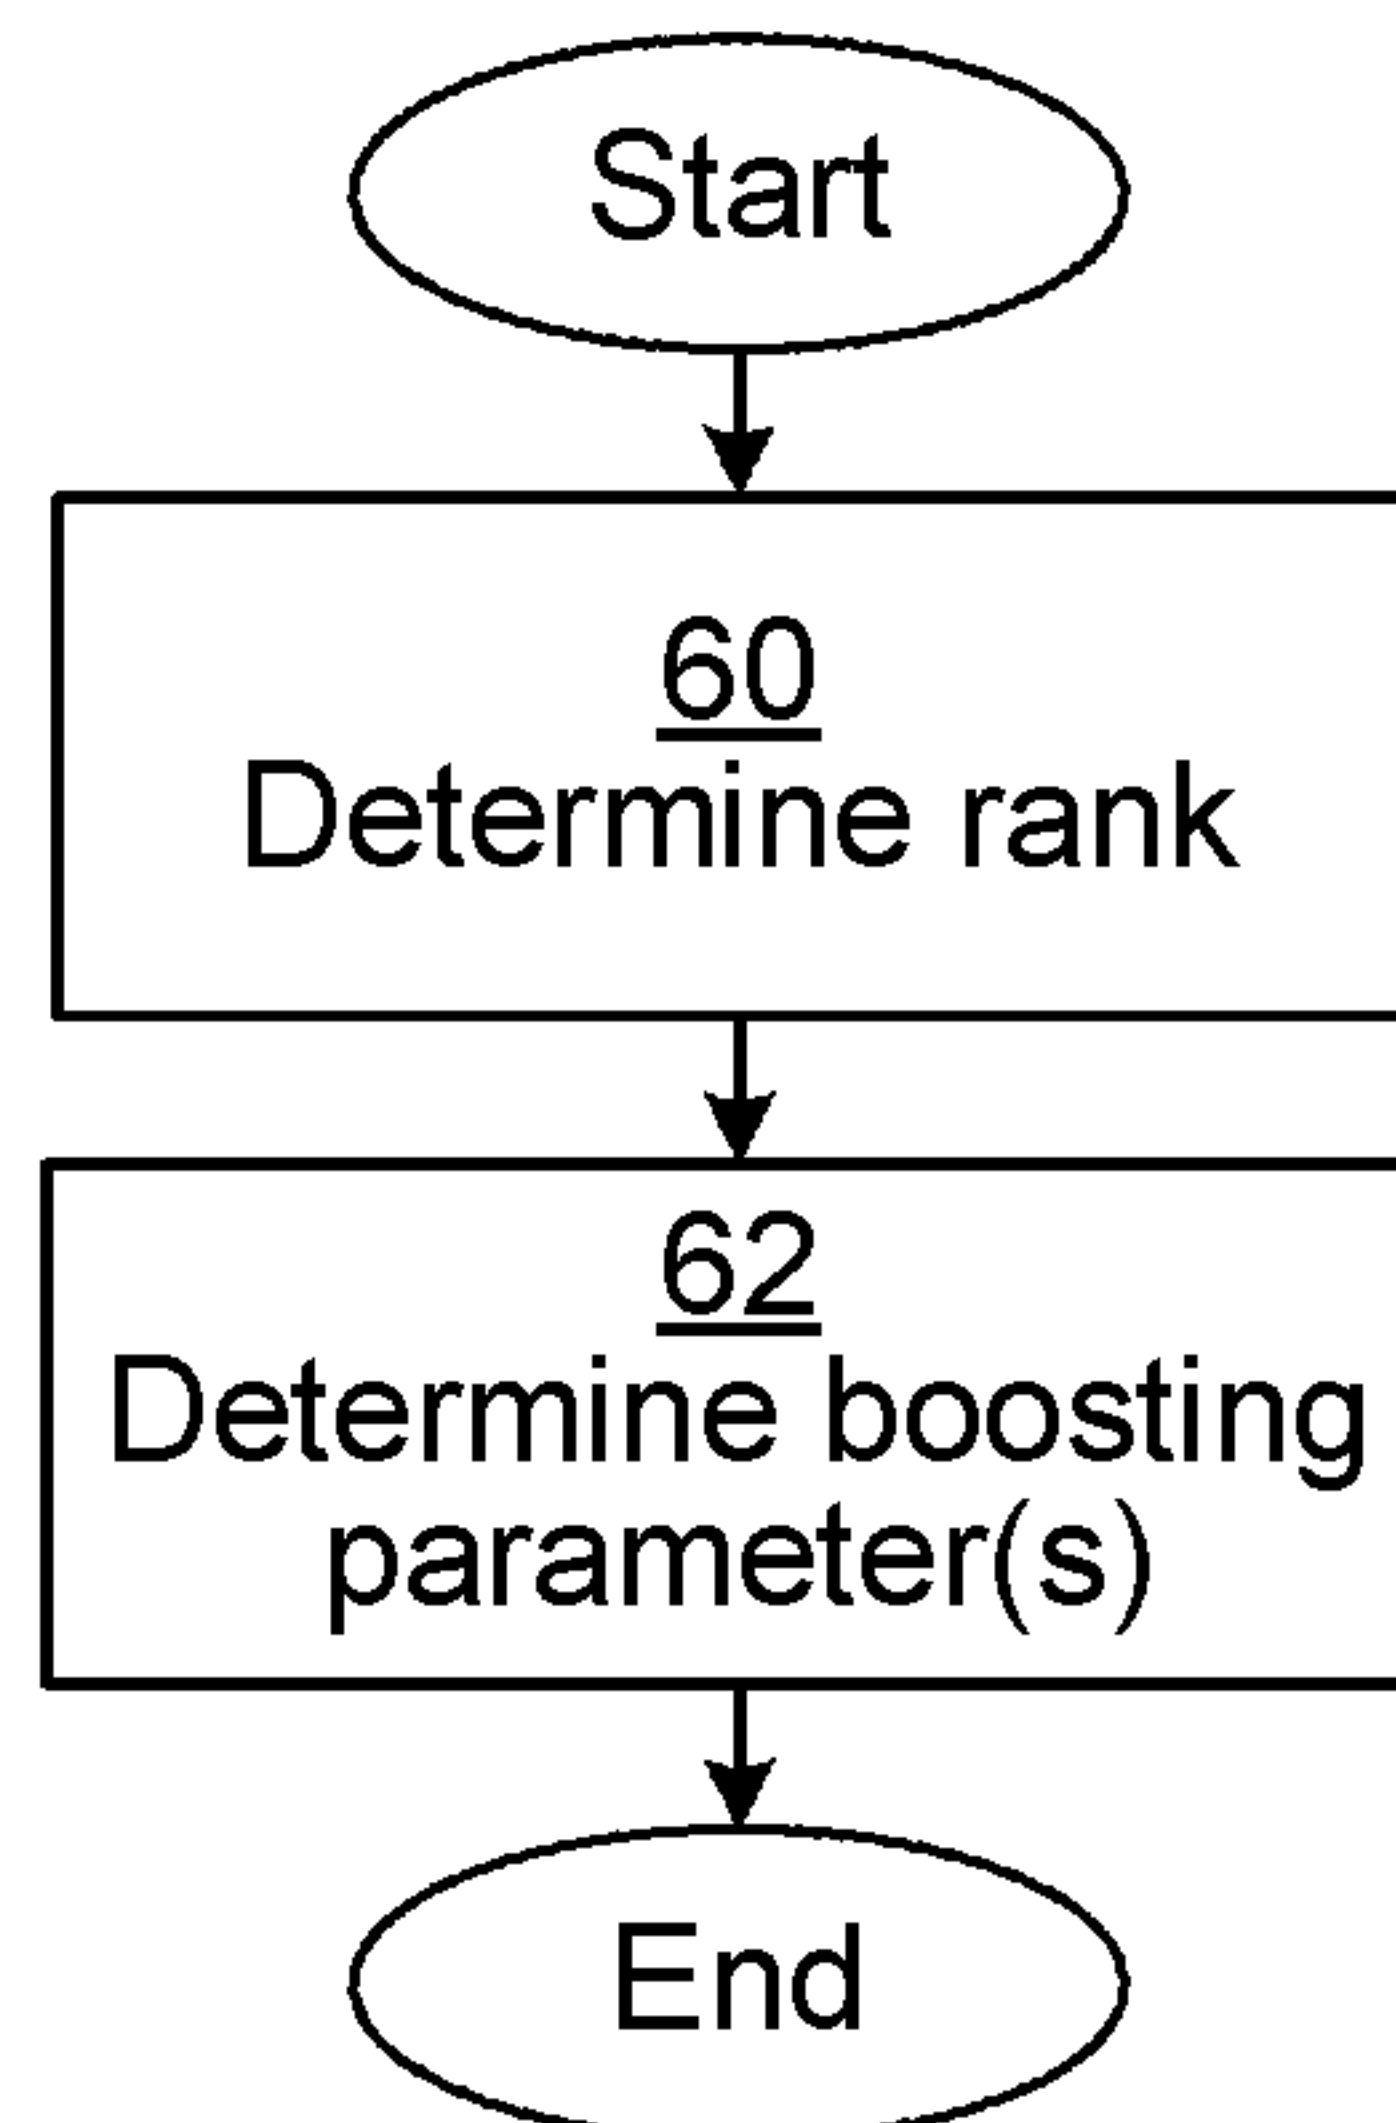 Start
60
Determine rank
62
Determine boosting
parameter(s)
End